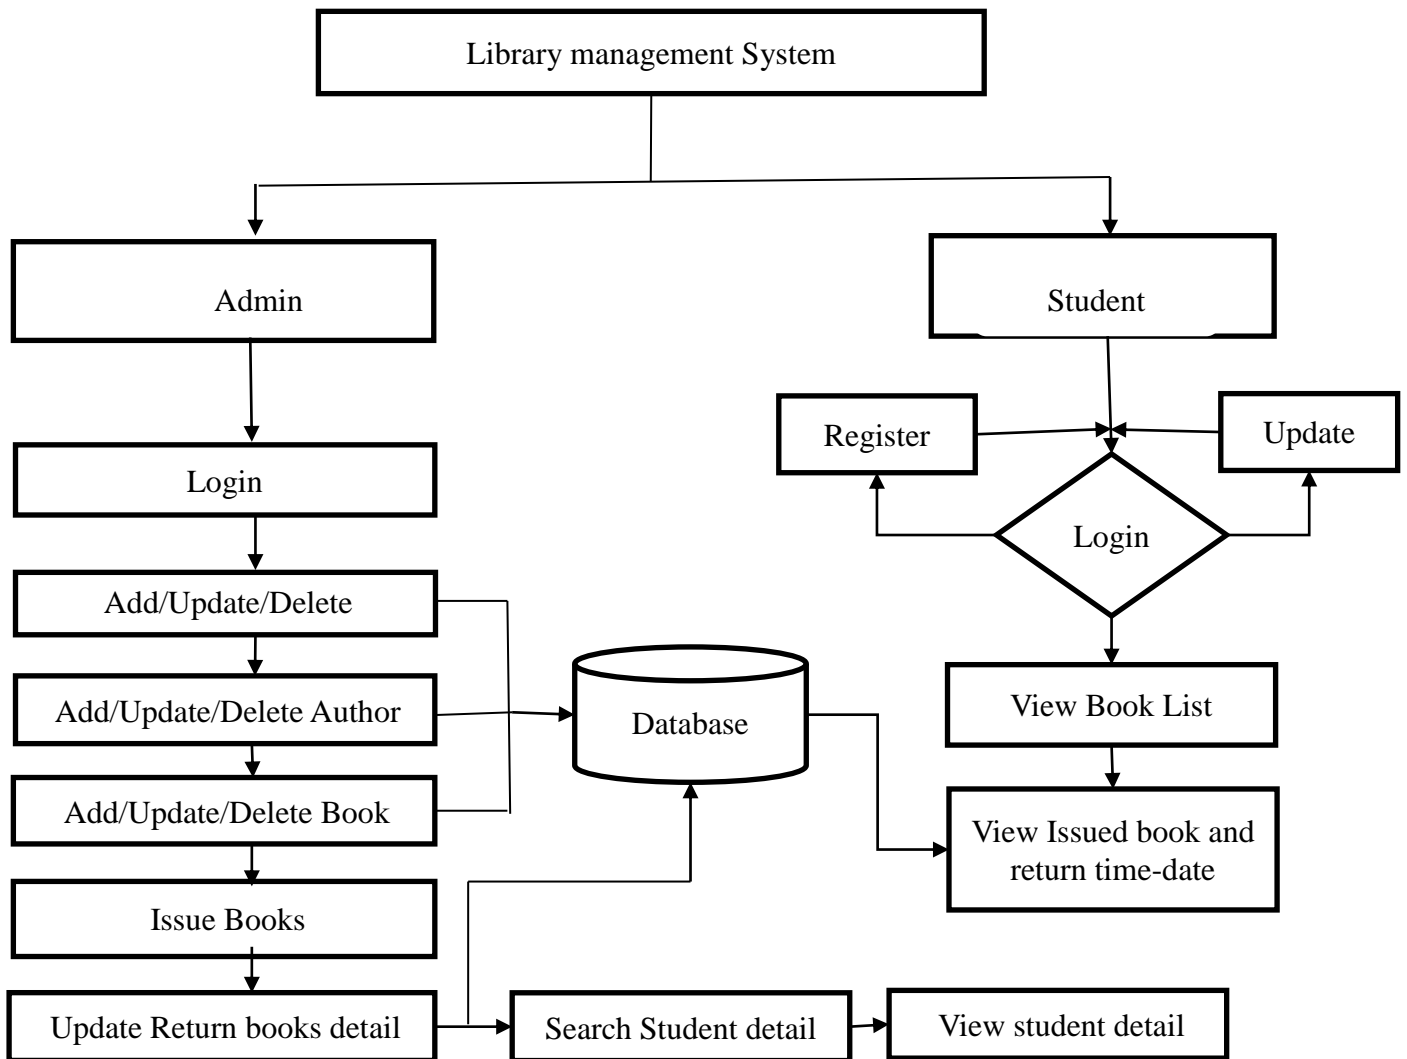 Library management System
Admin
Student
Register
Update
Login
Login
Add/Update/Delete
Add/Update/Delete Author
Database
View Book List
Add/Update/Delete Book
View Issued book and
return time-date
Issue Books
Update Return books detail
Search Student detail
View student detail